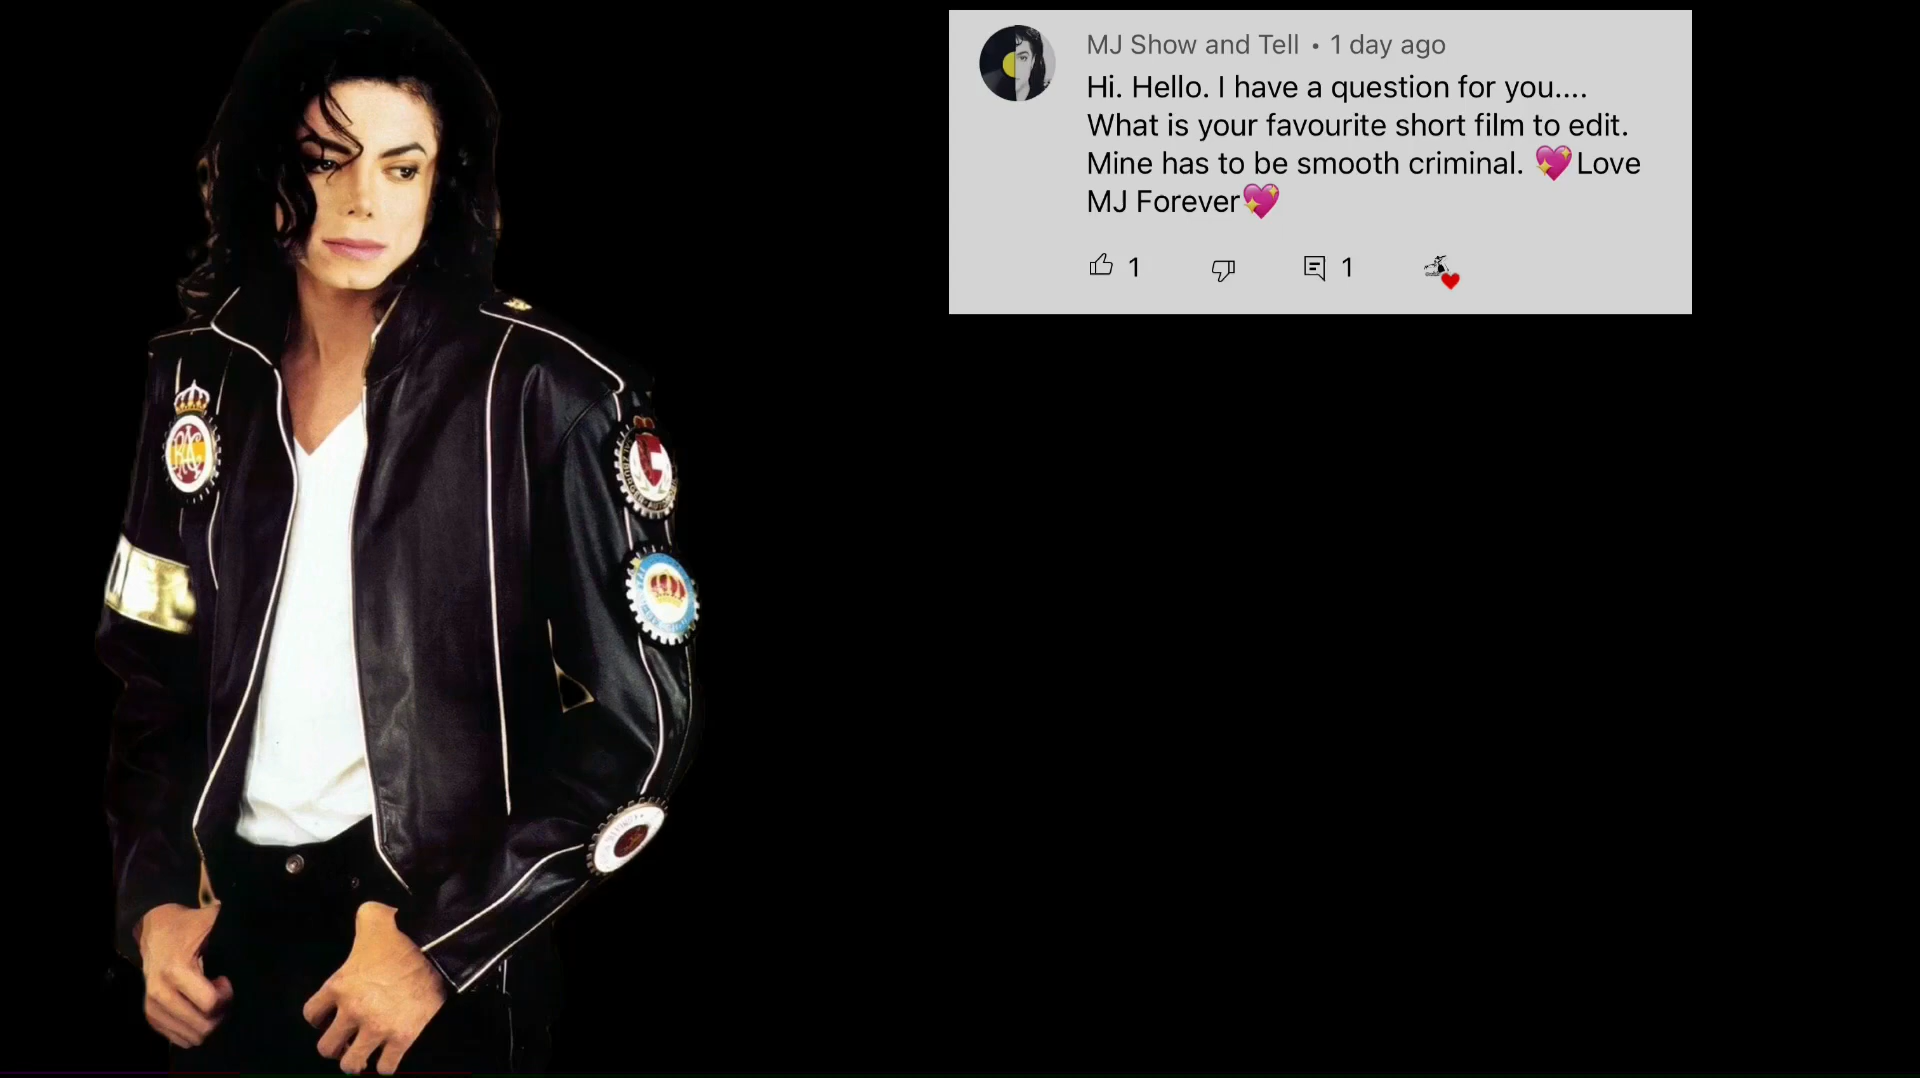 MJ Show and Tell • 1 day ago
Hi. Hello. I have a question for you....
What is your favourite short film to edit.
Mine has to be smooth criminal. 💖Love
MJ Forever💖
1 1
RAC